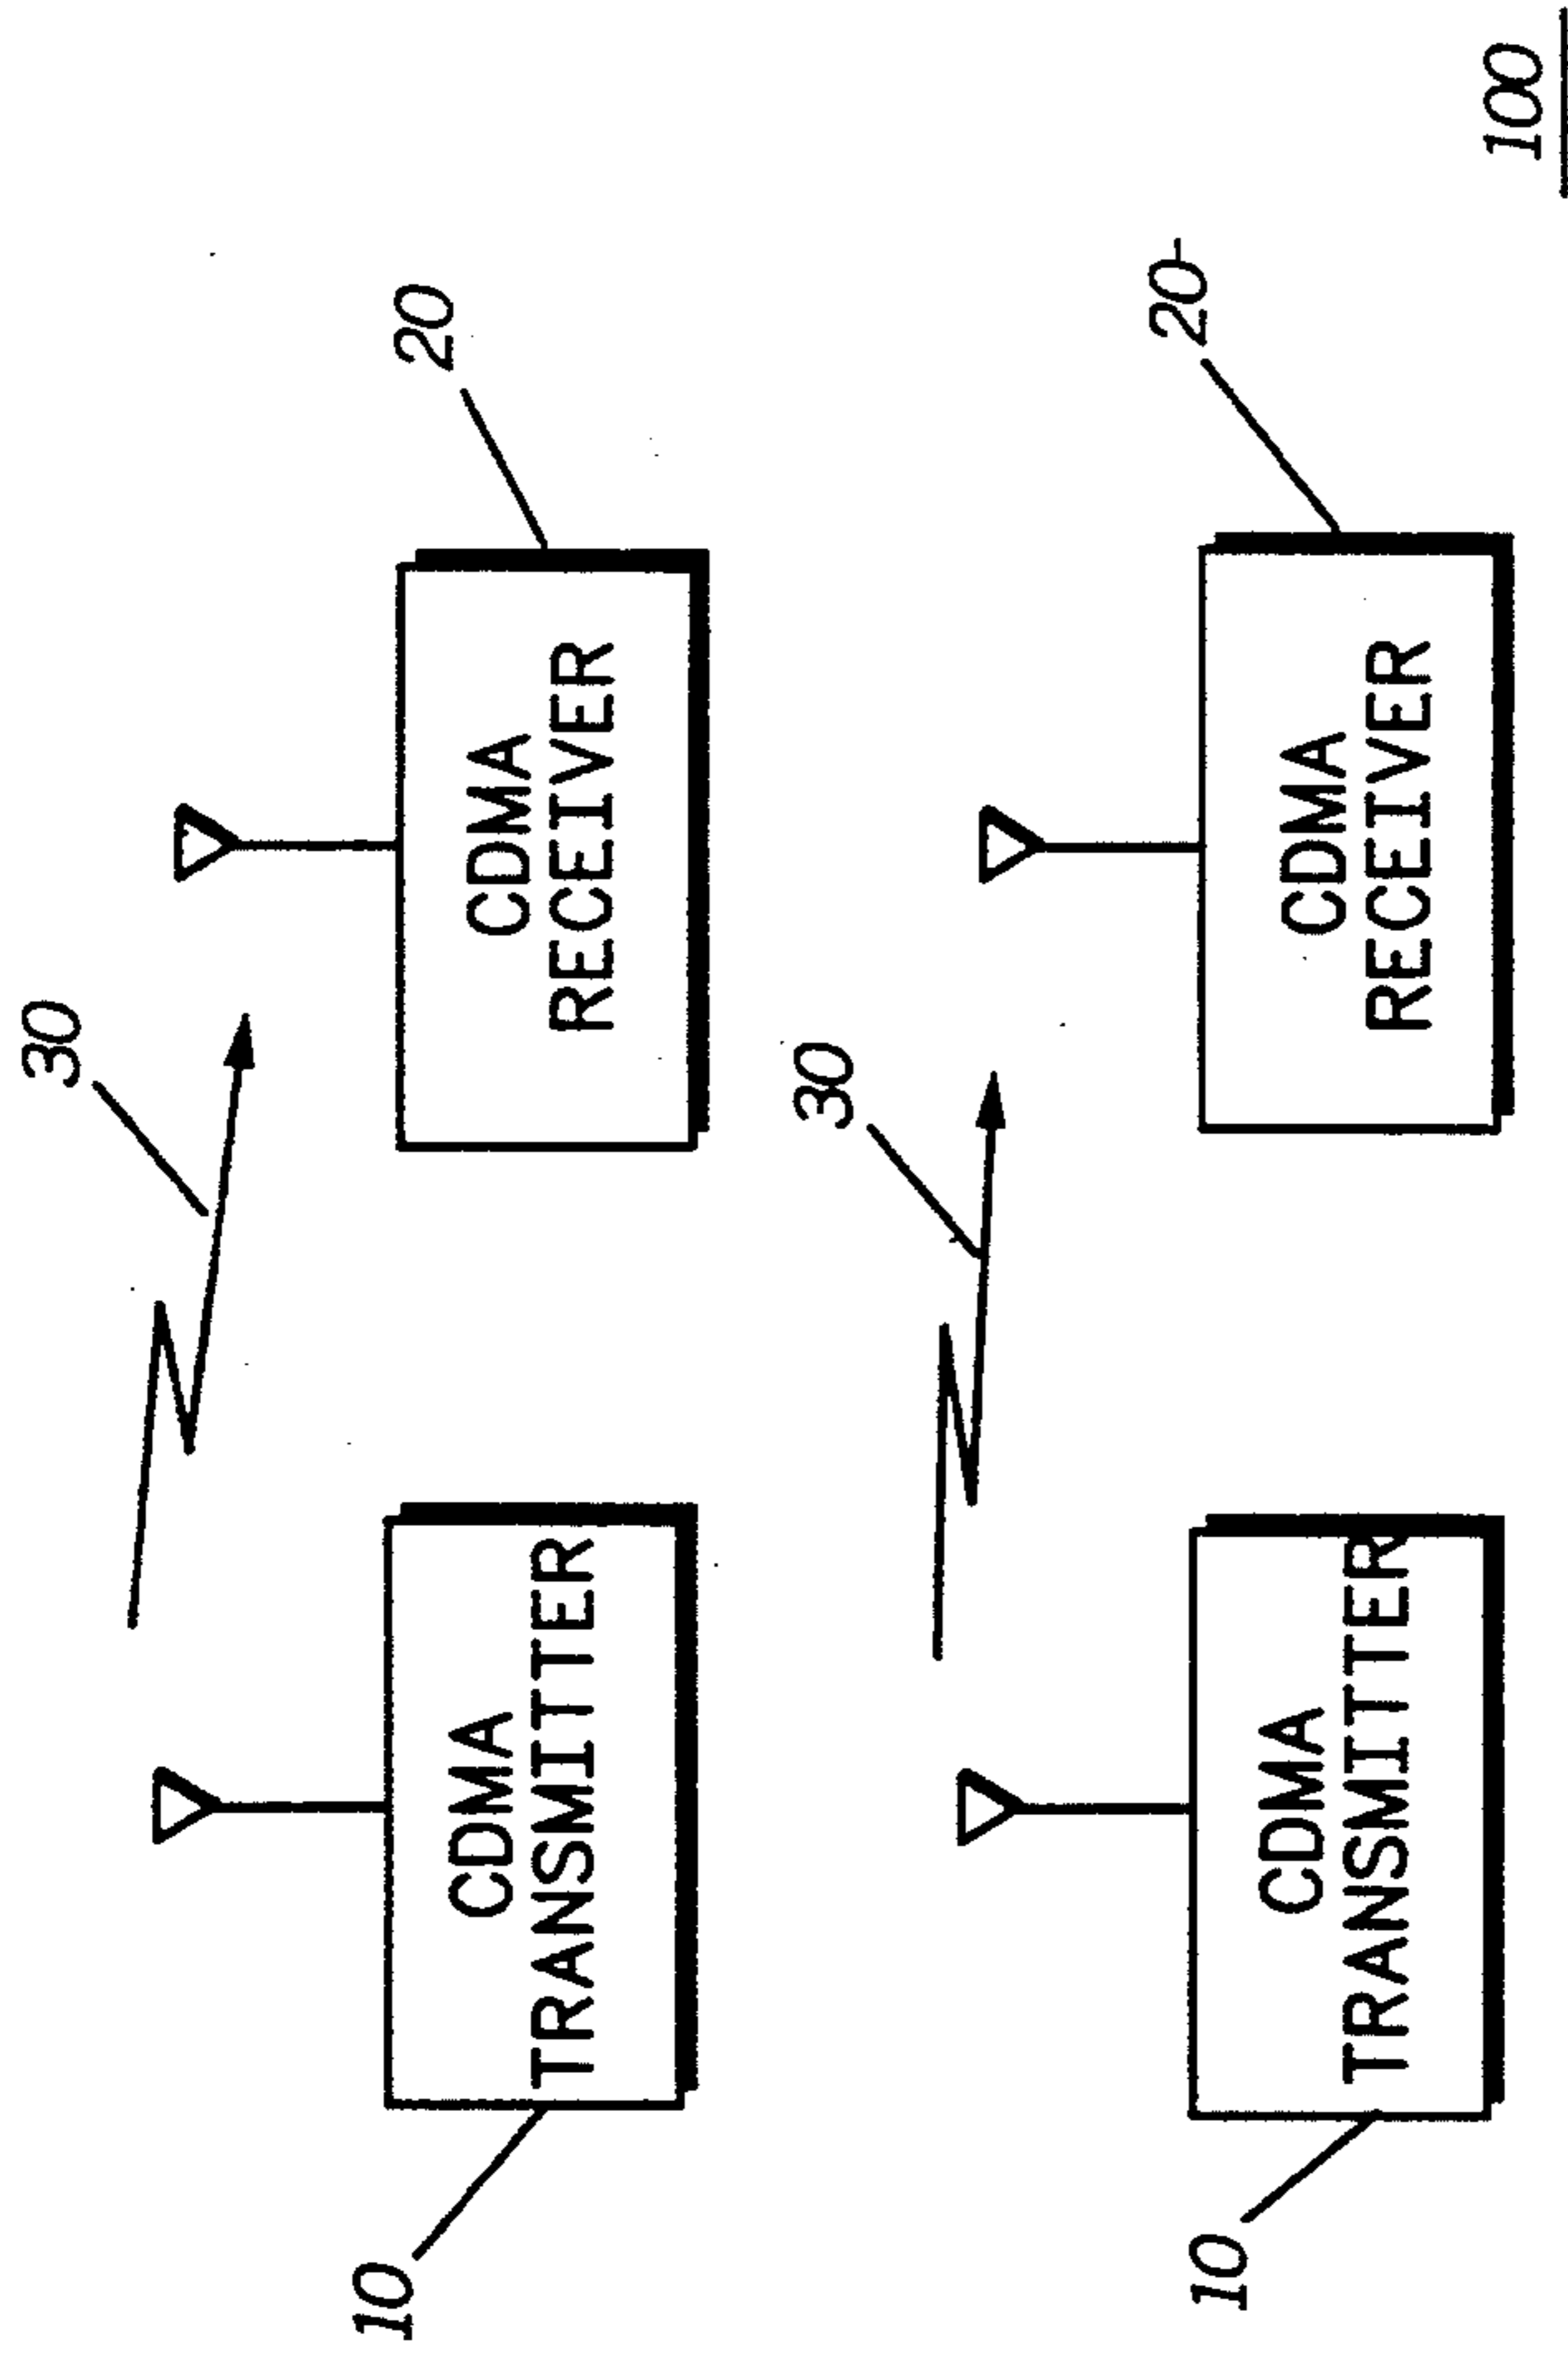 30
20
CDMA
TRANSMITTER
CDMA
RECEIVER
10
30
20
CDMA
TRANSMITTER
CDMA
RECEIVER
10
100